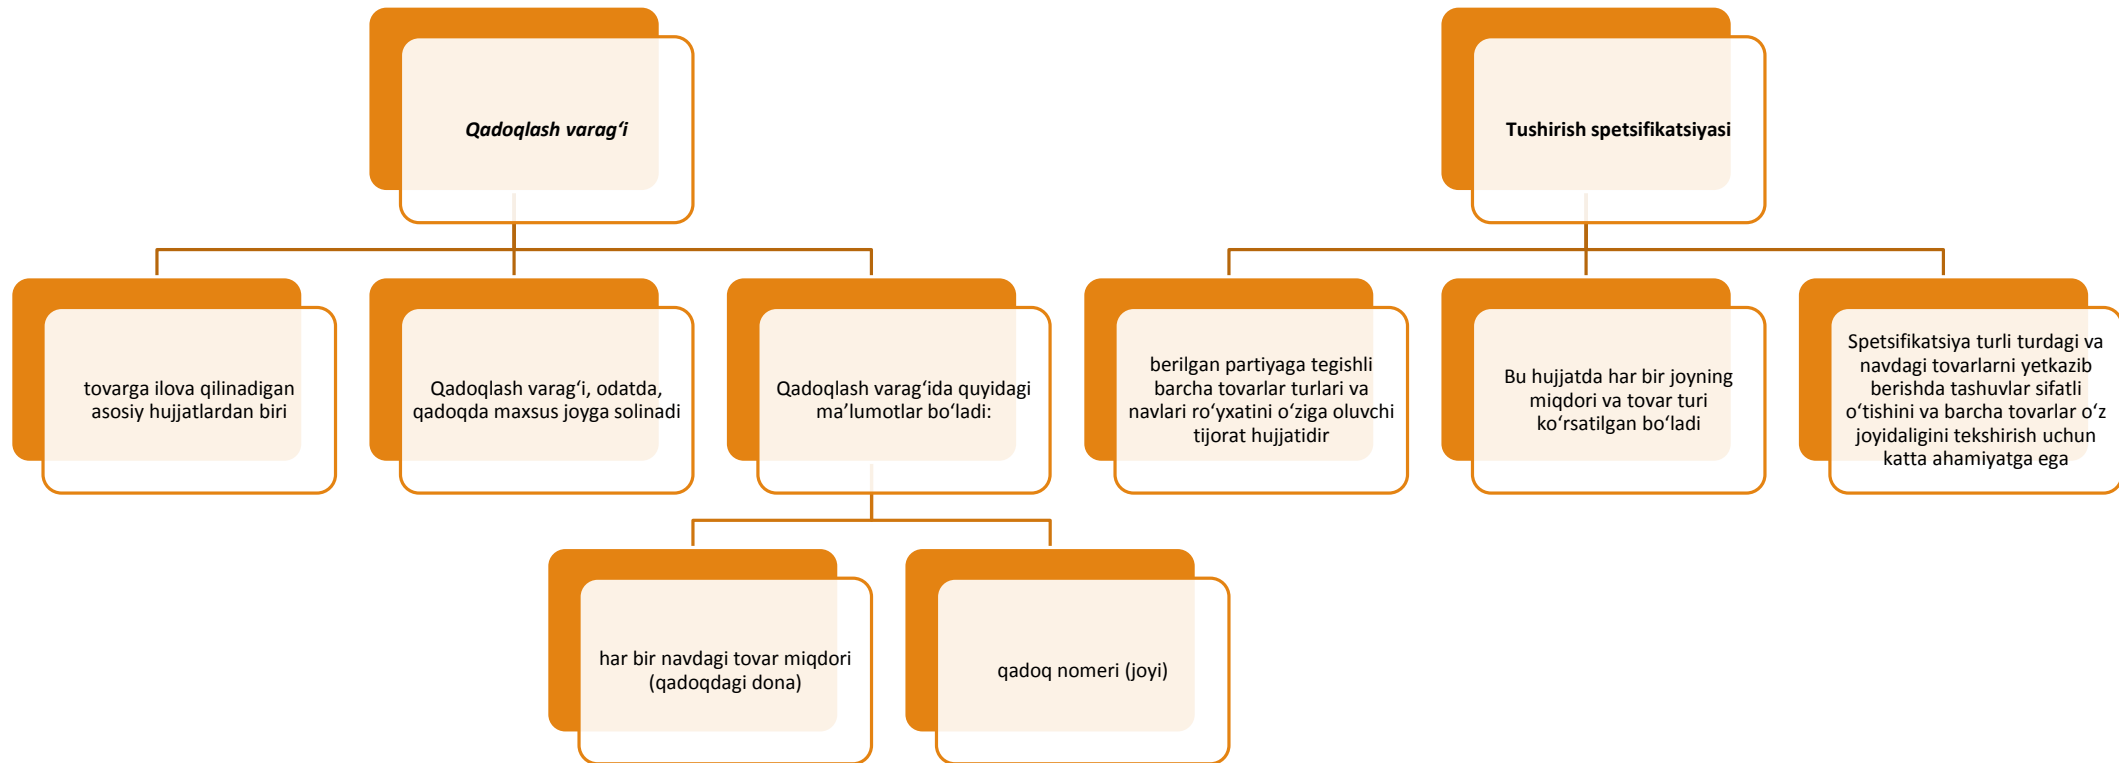 Qadoqlash varag‘i
Tushirish spetsifikatsiyasi
tovarga ilova qilinadigan
asosiy hujjatlardan biri
Qadoqlash varag‘i, odatda,
qadoqda maxsus joyga solinadi
Qadoqlash varag‘ida quyidagi
ma’lumotlar bo‘ladi:
berilgan partiyaga tegishli
barcha tovarlar turlari va
navlari ro‘yxatini o‘ziga oluvchi
tijorat hujjatidir
Bu hujjatda har bir joyning
miqdori va tovar turi
ko‘rsatilgan bo‘ladi
Spetsifikatsiya turli turdagi va
navdagi tovarlarni yetkazib
berishda tashuvlar sifatli
o‘tishini va barcha tovarlar o‘z
joyidaligini tekshirish uchun
katta ahamiyatga ega
har bir navdagi tovar miqdori
(qadoqdagi dona)
qadoq nomeri (joyi)